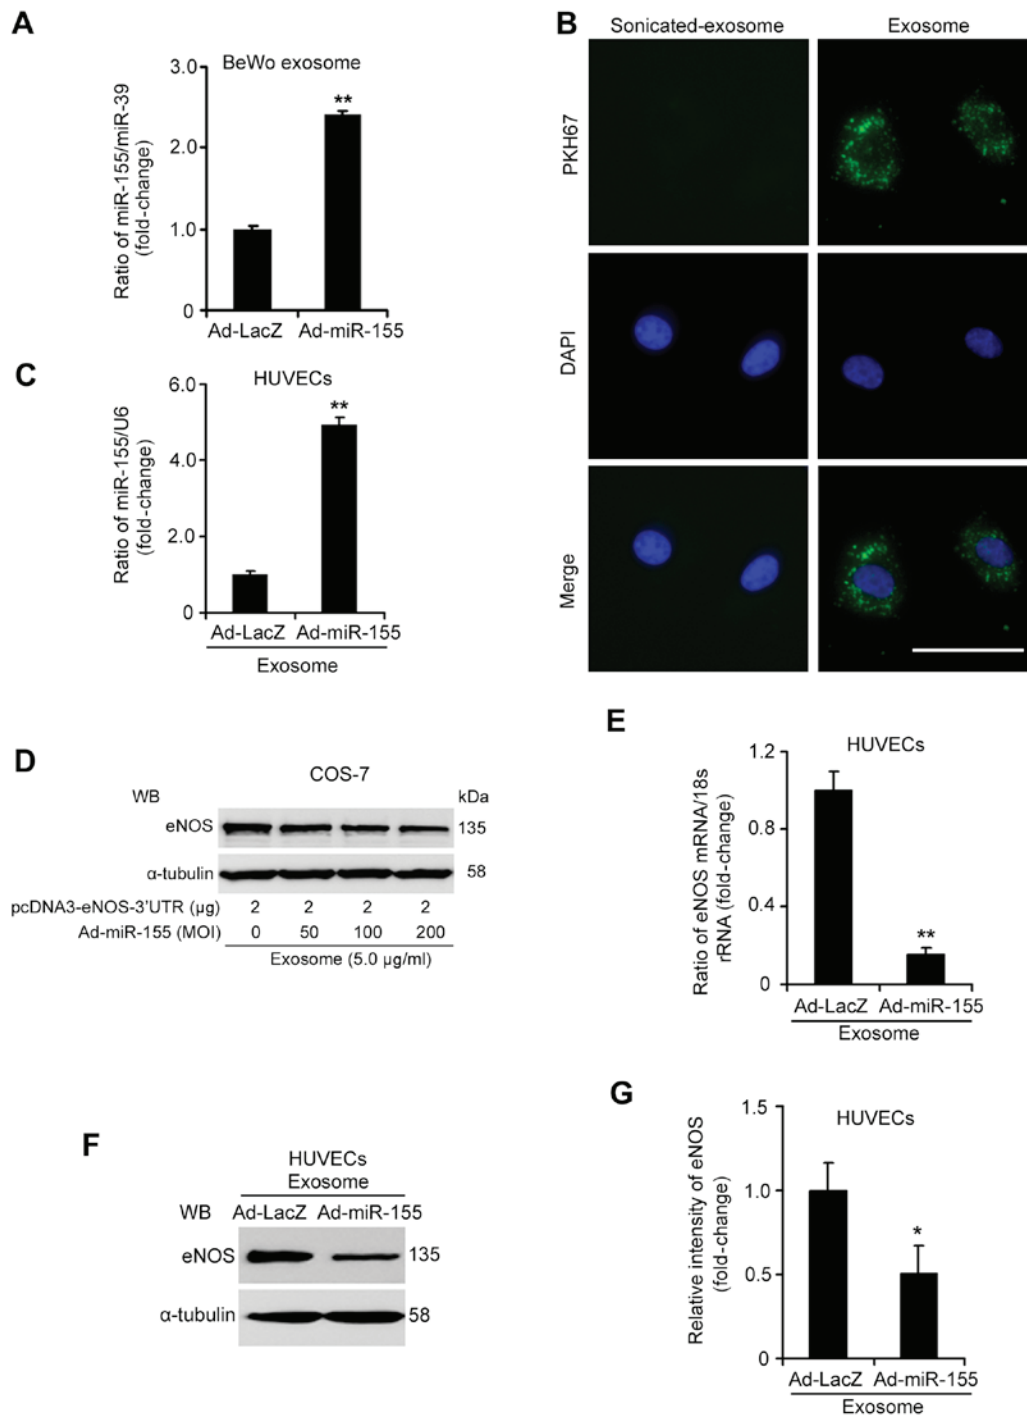 A
BeWo exosome
Ratio of miR-155/miR-39
(fold-change)
3.0
2.0
1.0
0
**
Ad-LacZ Ad-miR-155
B
Sonicated-exosome Exosome
PKH67
DAPI
Merge
C
HUVECs
Ratio of miR-155/U6
(fold-change)
6.0
4.0
2.0
0
**
Ad-LacZ Ad-miR-155
Exosome
D
COS-7
WB kDa
eNOS 135
α-tubulin 58
pcDNA3-eNOS-3'UTR (µg) 2 2 2 2
Ad-miR-155 (MOI) 0 50 100 200
Exosome (5.0 µg/ml)
E
HUVECs
Ratio of eNOS mRNA/18s
rRNA (fold-change)
1.2
0.8
0.4
0
**
Ad-LacZ Ad-miR-155
Exosome
F
HUVECs
Exosome
WB Ad-LacZ Ad-miR-155
eNOS 135
α-tubulin 58
G
HUVECs
Relative intensity of eNOS
(fold-change)
1.5
1.0
0.5
0
*
Ad-LacZ Ad-miR-155
Exosome